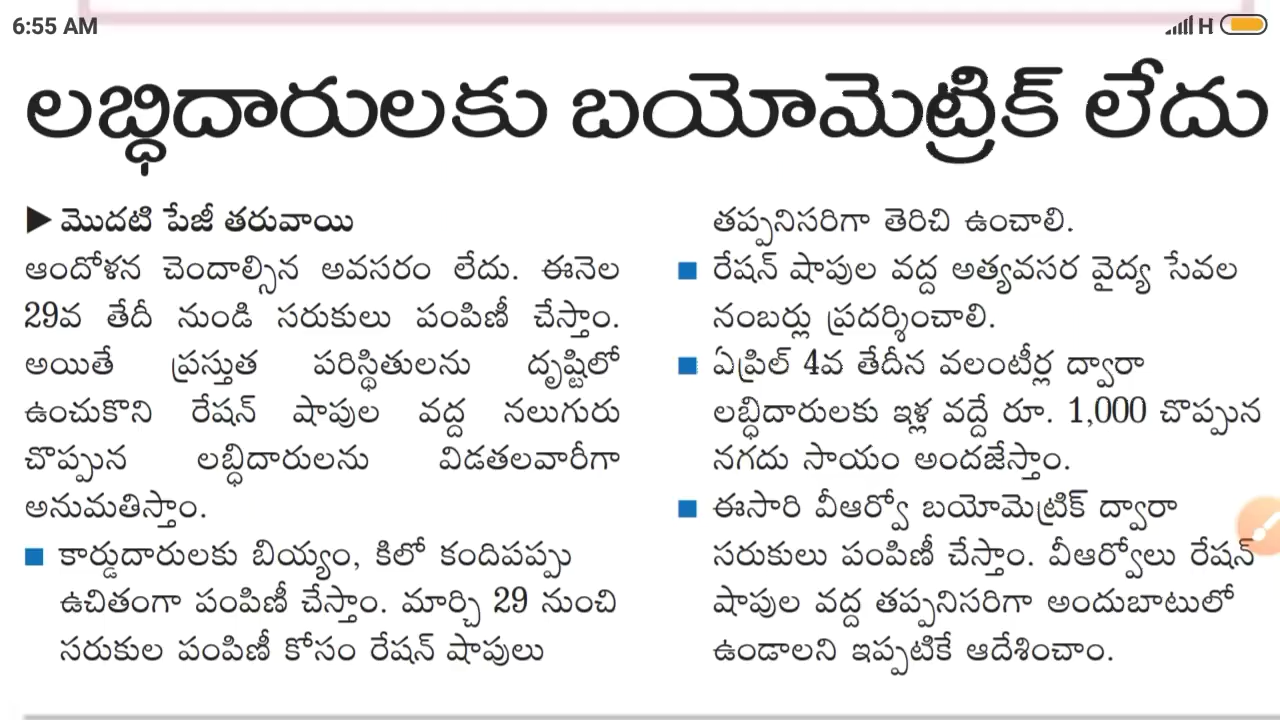 6:55 AM
H
లబ్ధిదారులకు బయోమెట్రిక్ లేదు
▶ మొదటి పేజీ తరువాయి
ఆందోళన చెందాల్సిన అవసరం లేదు. ఈనెల
29వ తేదీ నుండి సరుకులు పంపిణీ చేస్తాం.
అయితే ప్రస్తుత పరిస్థితులను దృష్టిలో
ఉంచుకొని రేషన్ షాపుల వద్ద నలుగురు
చొప్పున లబ్ధిదారులను విడతలవారీగా
అనుమతిస్తాం.
■ కార్డుదారులకు బియ్యం, కిలో కందిపప్పు
ఉచితంగా పంపిణీ చేస్తాం. మార్చి 29 నుంచి
సరుకుల పంపిణీ కోసం రేషన్ షాపులు
తప్పనిసరిగా తెరిచి ఉంచాలి.
■ రేషన్ షాపుల వద్ద అత్యవసర వైద్య సేవల
నంబర్లు ప్రదర్శించాలి.
■ ఏప్రిల్ 4వ తేదీన వలంటీర్ల ద్వారా
లబ్ధిదారులకు ఇళ్ల వద్దే రూ. 1,000 చొప్పున
నగదు సాయం అందజేస్తాం.
■ ఈసారి వీఆర్వో బయోమెట్రిక్ ద్వారా
సరుకులు పంపిణీ చేస్తాం. వీఆర్వోలు రేషన్
షాపుల వద్ద తప్పనిసరిగా అందుబాటులో
ఉండాలని ఇప్పటికే ఆదేశించాం.